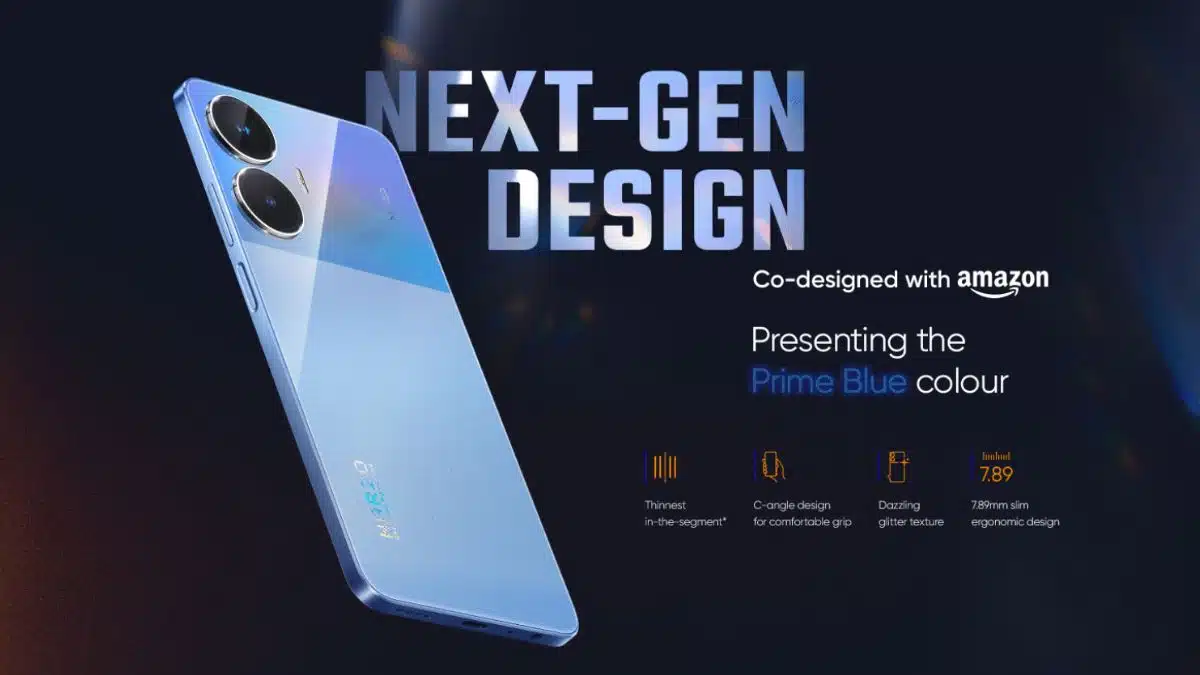 NEXT-GEN
DESIGN
Co-designed with amazon
Presenting the
Prime Blue colour
7.89
Thinnest
in-the-segment*
C-angle design
for comfortable grip
Dazzling
glitter texture
7.89mm slim
ergonomic design